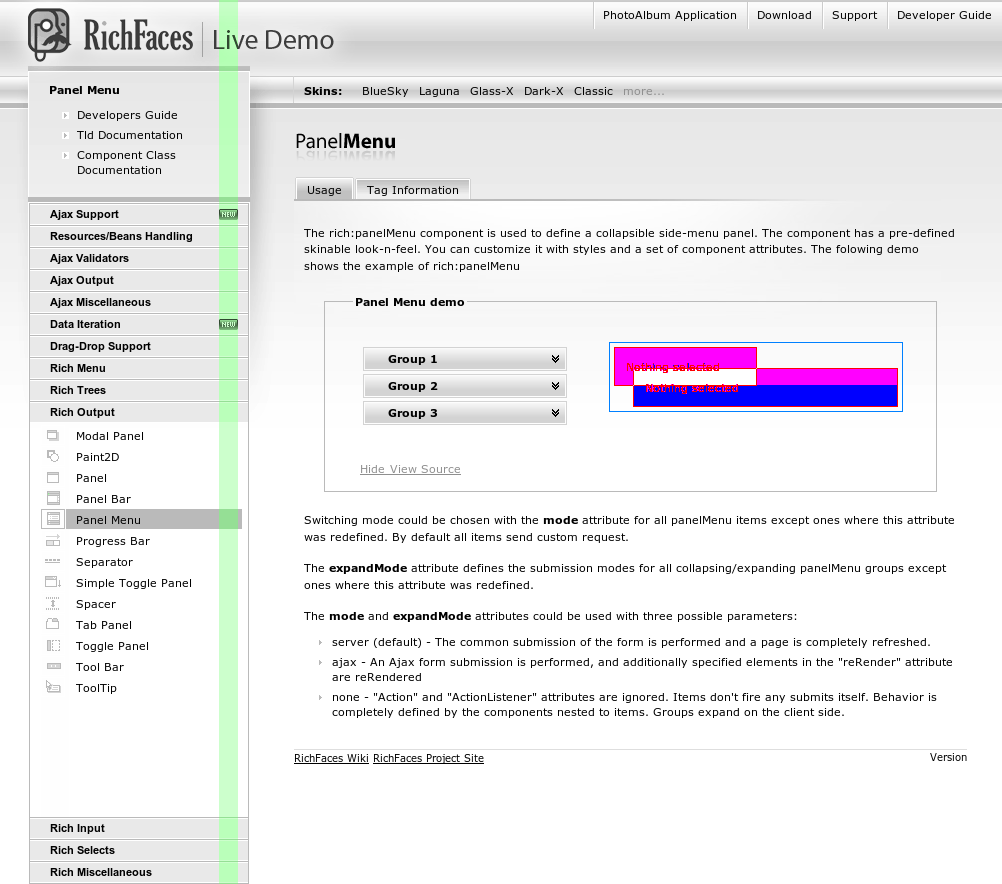 RichFaces Live Demo
PhotoAlbum Application
Download
Support
Developer Guide
Skins: BlueSky Laguna Glass-X Dark-X Classic more...
Panel Menu
Developers Guide
Tld Documentation
Component Class
Documentation
Ajax Support NEW
Resources/Beans Handling
Ajax Validators
Ajax Output
Ajax Miscellaneous
Data Iteration NEW
Drag-Drop Support
Rich Menu
Rich Trees
Rich Output
Modal Panel
Paint2D
Panel
Panel Bar
Panel Menu
Progress Bar
Separator
Simple Toggle Panel
Spacer
Tab Panel
Toggle Panel
Tool Bar
ToolTip
Rich Input
Rich Selects
Rich Miscellaneous
PanelMenu
Usage
Tag Information
The rich:panelMenu component is used to define a collapsible side-menu panel. The component has a pre-defined
skinable look-n-feel. You can customize it with styles and a set of component attributes. The folowing demo
shows the example of rich:panelMenu
Panel Menu demo
Group 1
Group 2
Group 3
Nothing selected
Nothing selected
Hide View Source
Switching mode could be chosen with the mode attribute for all panelMenu items except ones where this attribute
was redefined. By default all items send custom request.
The expandMode attribute defines the submission modes for all collapsing/expanding panelMenu groups except
ones where this attribute was redefined.
The mode and expandMode attributes could be used with three possible parameters:
server (default) - The common submission of the form is performed and a page is completely refreshed.
ajax - An Ajax form submission is performed, and additionally specified elements in the "reRender" attribute
are reRendered
none - "Action" and "ActionListener" attributes are ignored. Items don't fire any submits itself. Behavior is
completely defined by the components nested to items. Groups expand on the client side.
RichFaces Wiki RichFaces Project Site
Version